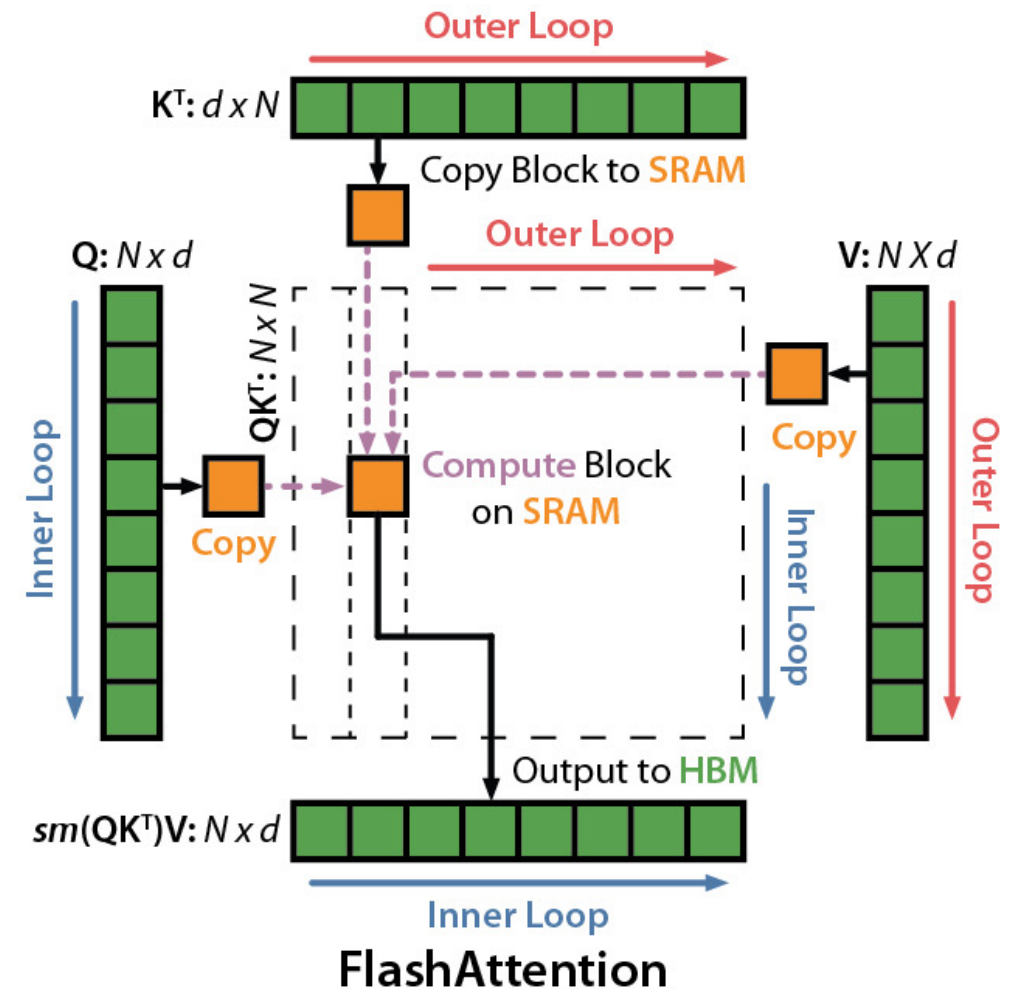 Outer Loop
Kᵀ: d x N
Copy Block to SRAM
Outer Loop
Q: N x d
V: N X d
QKᵀ: N x N
Inner Loop
Copy
Compute Block
on SRAM
Copy
Inner Loop
Outer Loop
Output to HBM
sm(QKᵀ)V: N x d
Inner Loop
FlashAttention